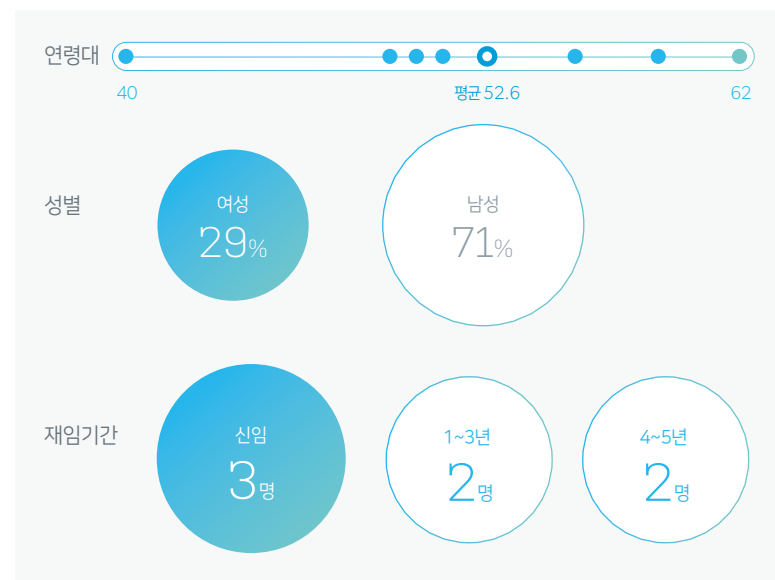 연령대
40
평균 52.6
62
성별
여성
29%
남성
71%
재임기간
신임
3명
1~3년
2명
4~5년
2명